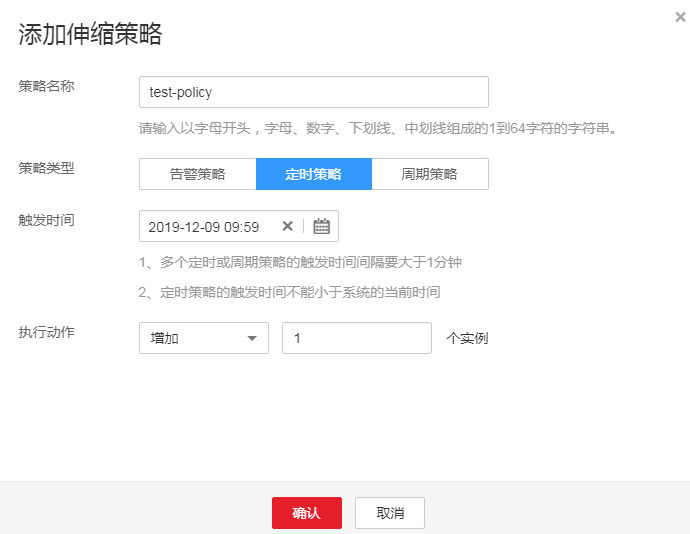 添加伸缩策略
策略名称
test-policy
请输入以字母开头，字母、数字、下划线、中划线组成的1到64字符的字符串。
策略类型 告警策略 定时策略 周期策略
触发时间
2019-12-09 09:59
1、多个定时或周期策略的触发时间间隔要大于1分钟
2、定时策略的触发时间不能小于系统的当前时间
执行动作
增加 1 个实例
确认 取消